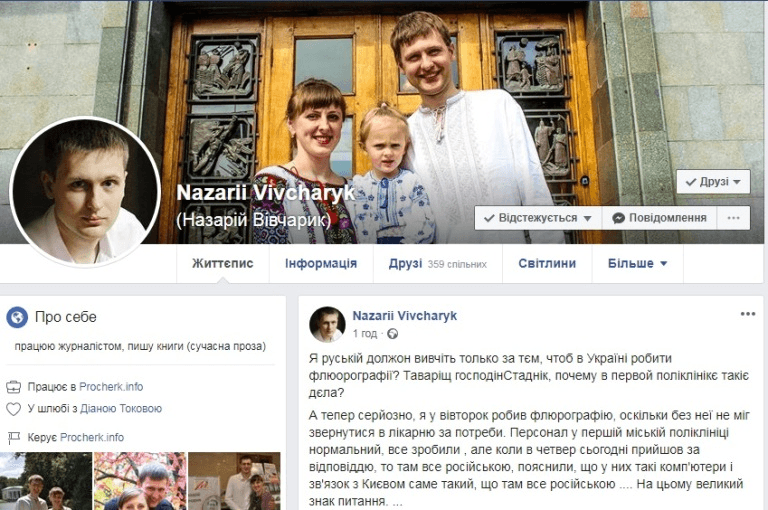 Nazarii Vivcharyk
(Назарій Вівчарик)
Друзі
Відстежується
Повідомлення
Життєпис
Інформація
Друзі 359 спільних
Світлини
Більше
Про себе
працюю журналістом, пишу книги (сучасна проза)
Працює в Procherk.info
У шлюбі з Діаною Токовою
Керує Procherk.info
Nazarii Vivcharyk
1 год ·
Я руській должон вивчіть только за тєм, чтоб в Україні робити
флюорографії? Таваріщ господінСтаднік, почему в первой поліклінікє такіє
дєла?
А тепер серйозно, я у вівторок робив флюрографію, оскільки без неї не міг
звернутися в лікарню за потреби. Персонал у першій міській поліклініці
нормальний, все зробили , але коли в четвер сьогодні прийшов за
відповіддю, то там все російською, пояснили, що у них такі комп'ютери і
зв'язок з Києвом саме такий, що там все російською .... На цьому великий
знак питання. ...